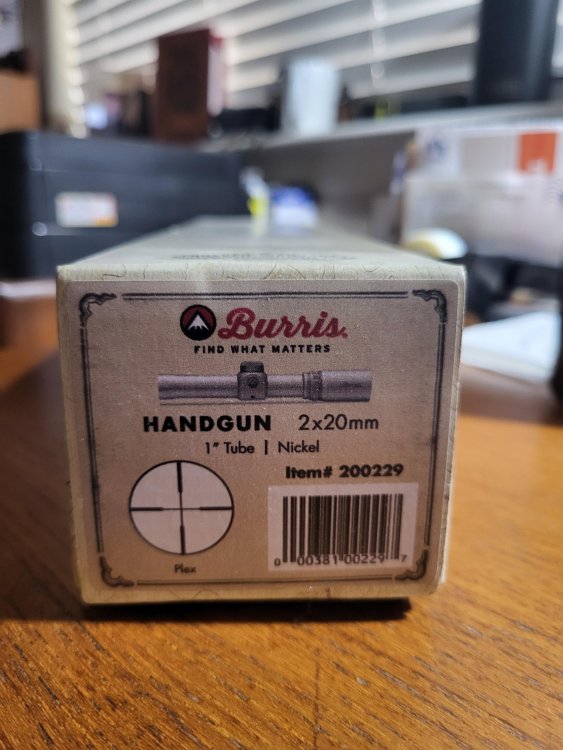 Burris.
FIND WHAT MATTERS
HANDGUN 2x20mm
1" Tube | Nickel
Item# 200229
Plex
0 00381 00229 7